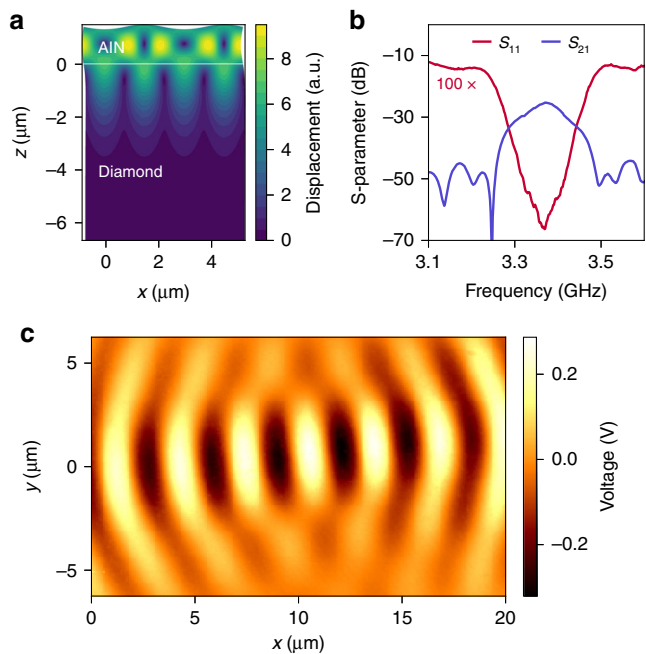 a
AlN
Diamond
0
−2
−4
−6
z (μm)
0
2
4
x (μm)
8
6
4
2
0
Displacement (a.u.)
b
S11
S21
100 ×
−10
−30
−50
−70
S-parameter (dB)
3.1
3.3
3.5
Frequency (GHz)
c
5
0
−5
y (μm)
0
5
10
15
20
x (μm)
0.2
0.0
−0.2
Voltage (V)